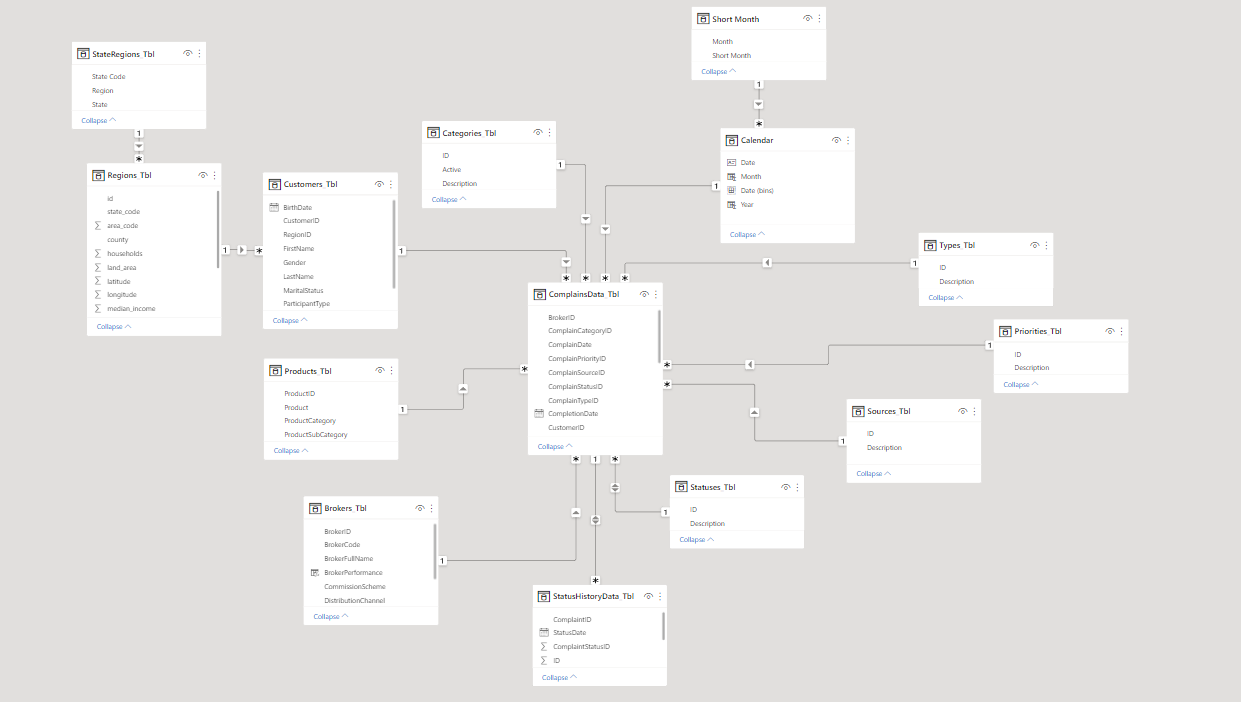 Short Month
Month
Short Month
Collapse
StateRegions_Tbl
State Code
Region
State
Collapse
1
*
Regions_Tbl
id
state_code
area_code
county
households
land_area
latitude
longitude
median_income
Collapse
1
*
Customers_Tbl
BirthDate
CustomerID
RegionID
FirstName
Gender
LastName
MaritalStatus
ParticipantType
Collapse
1
*
Categories_Tbl
ID
Active
Description
Collapse
1
*
1
*
Calendar
Date
Month
Date (bins)
Year
Collapse
1
*
Types_Tbl
ID
Description
Collapse
1
*
ComplainsData_Tbl
BrokerID
ComplainCategoryID
ComplainDate
ComplainPriorityID
ComplainSourceID
ComplainStatusID
ComplainTypeID
CompletionDate
CustomerID
Collapse
Priorities_Tbl
ID
Description
Collapse
1
*
Products_Tbl
ProductID
Product
ProductCategory
ProductSubCategory
Collapse
1
*
Sources_Tbl
ID
Description
Collapse
1
*
Statuses_Tbl
ID
Description
Collapse
1
*
Brokers_Tbl
BrokerID
BrokerCode
BrokerFullName
BrokerPerformance
CommissionScheme
DistributionChannel
Collapse
1
*
1
*
StatusHistoryData_Tbl
ComplaintID
StatusDate
ComplaintStatusID
ID
Collapse